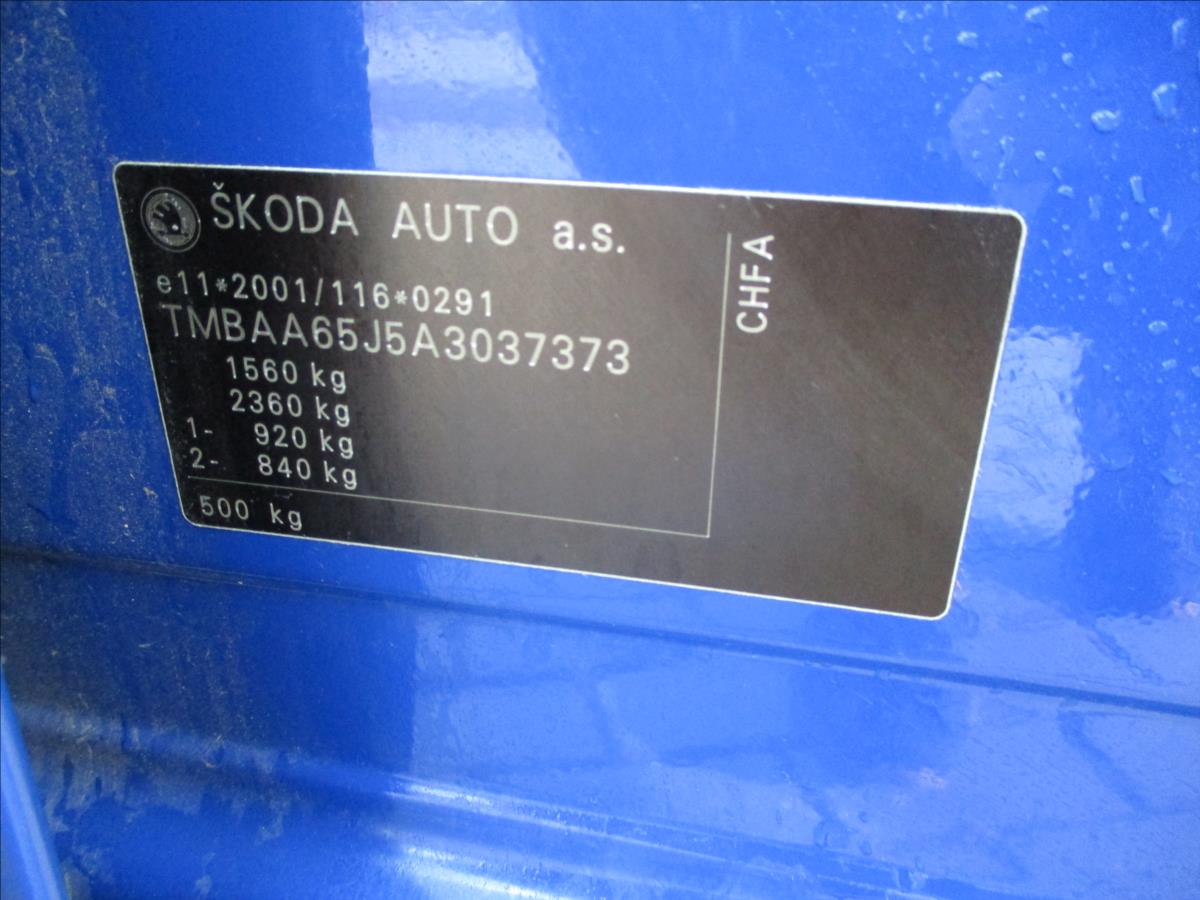 ŠKODA AUTO a.s.
e11*2001/116*0291
TMBAA65J5A3037373
1560 kg
2360 kg
1- 920 kg
2- 840 kg
500 kg
CHFA